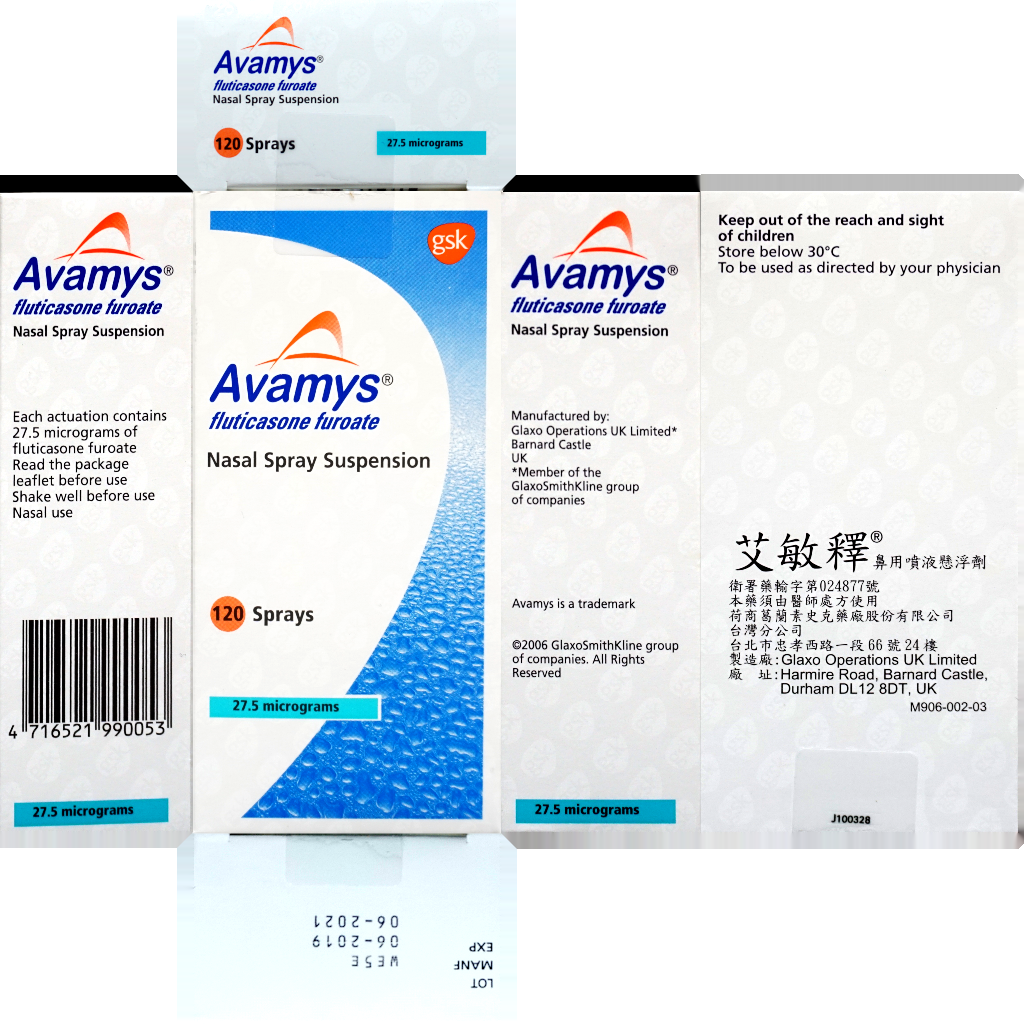 Avamys®
fluticasone furoate
Nasal Spray Suspension
120 Sprays
27.5 micrograms
Avamys®
fluticasone furoate
Nasal Spray Suspension
Each actuation contains
27.5 micrograms of
fluticasone furoate
Read the package
leaflet before use
Shake well before use
Nasal use
4 716521 990053
27.5 micrograms
gsk
Avamys®
fluticasone furoate
Nasal Spray Suspension
120 Sprays
27.5 micrograms
Avamys®
fluticasone furoate
Nasal Spray Suspension
Manufactured by:
Glaxo Operations UK Limited*
Barnard Castle
UK
*Member of the
GlaxoSmithKline group
of companies
Avamys is a trademark
©2006 GlaxoSmithKline group
of companies. All Rights
Reserved
27.5 micrograms
Keep out of the reach and sight
of children
Store below 30°C
To be used as directed by your physician
艾敏釋® 鼻用噴液懸浮劑
衛署藥輸字第024877號
本藥須由醫師處方使用
荷商葛蘭素史克藥廠股份有限公司
台灣分公司
台北市忠孝西路一段66號24樓
製造廠:Glaxo Operations UK Limited
廠 址:Harmire Road, Barnard Castle,
Durham DL12 8DT, UK
M906-002-03
J100328
LOT WE5E
MANF 06-2019
EXP 06-2021